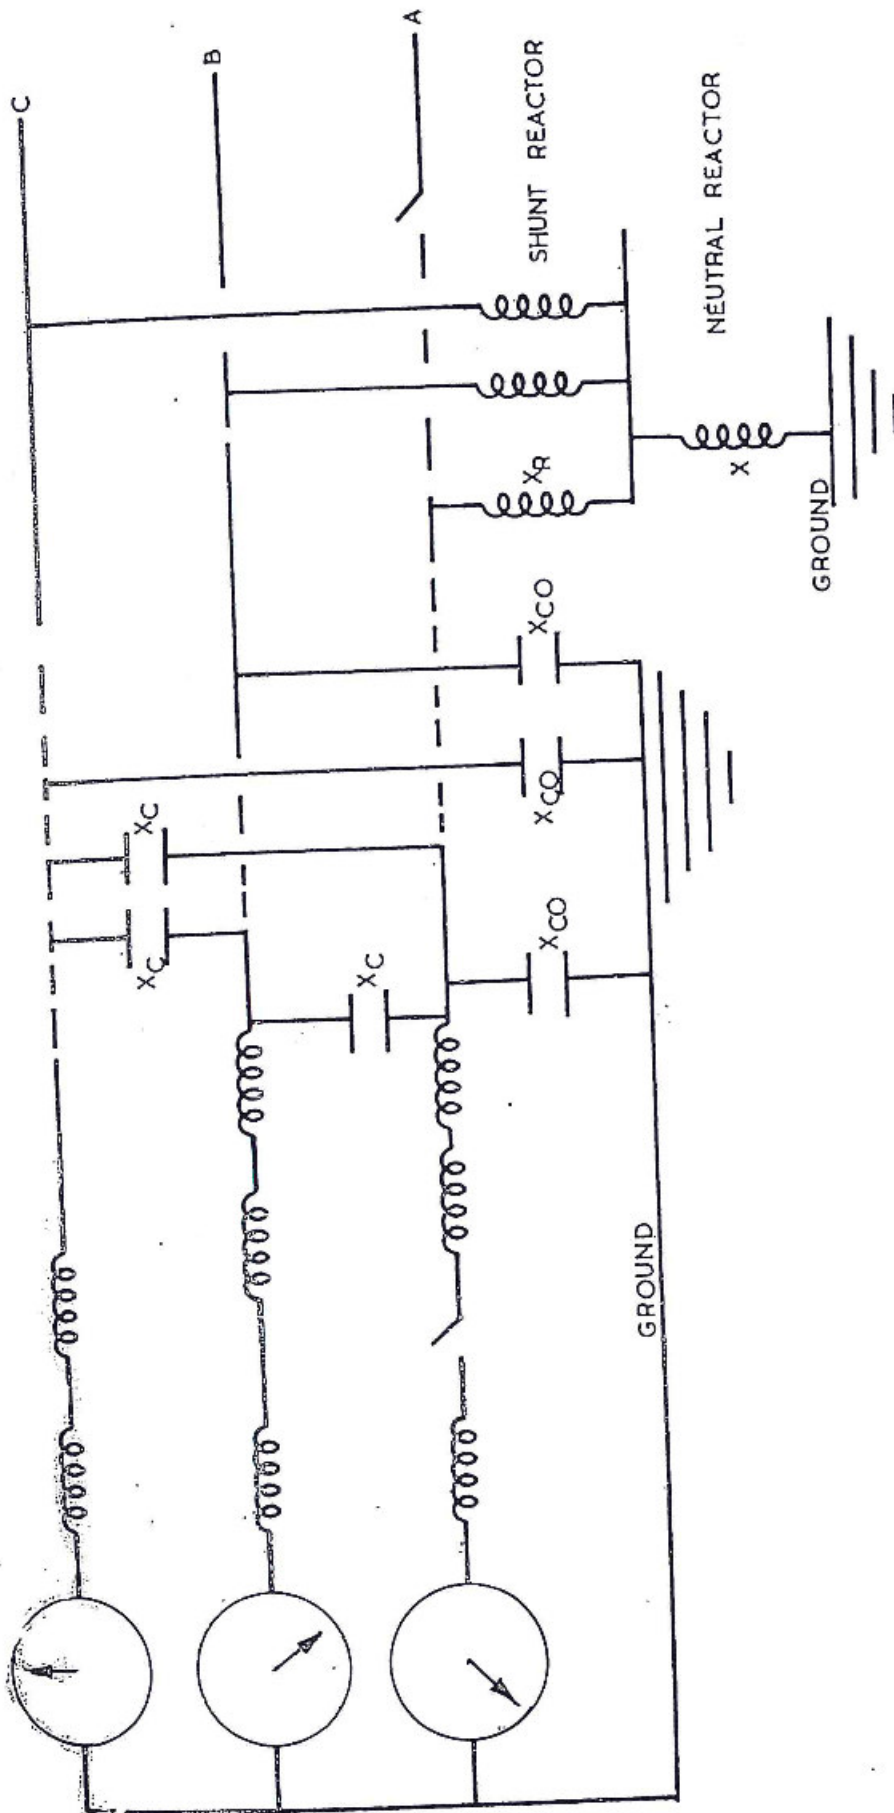 C
B
A
SHUNT REACTOR
NEUTRAL REACTOR
X_R
X
GROUND
X_CO
X_CO
X_C
X_C
X_C
X_CO
GROUND